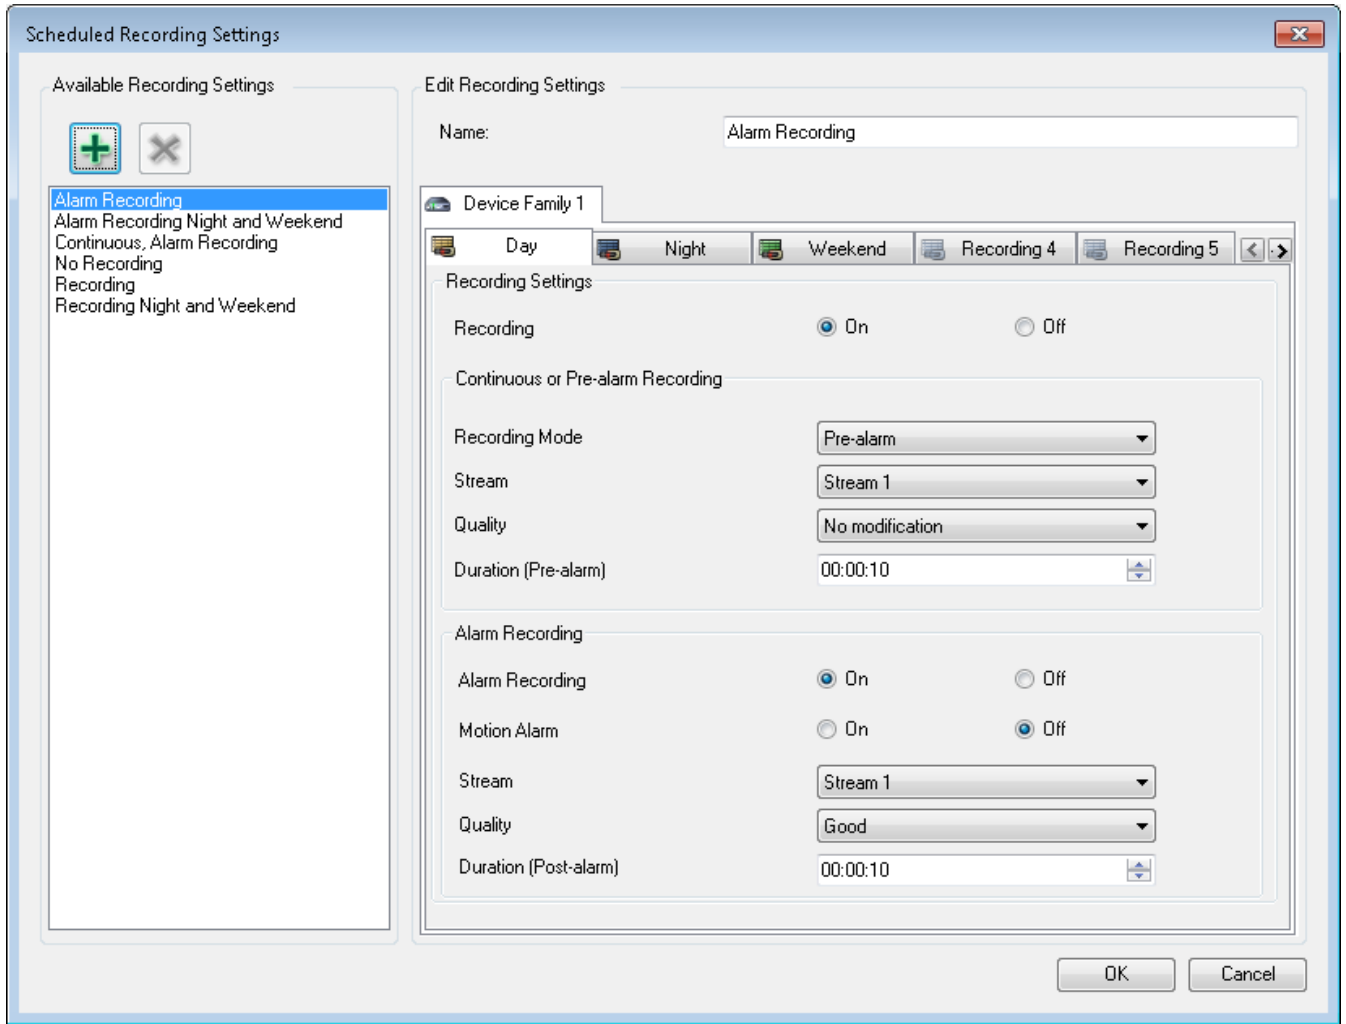 Scheduled Recording Settings
Available Recording Settings
Alarm Recording
Alarm Recording Night and Weekend
Continuous, Alarm Recording
No Recording
Recording
Recording Night and Weekend
Edit Recording Settings
Name: Alarm Recording
Device Family 1
Day Night Weekend Recording 4 Recording 5
Recording Settings
Recording On Off
Continuous or Pre-alarm Recording
Recording Mode Pre-alarm
Stream Stream 1
Quality No modification
Duration (Pre-alarm) 00:00:10
Alarm Recording
Alarm Recording On Off
Motion Alarm On Off
Stream Stream 1
Quality Good
Duration (Post-alarm) 00:00:10
OK Cancel